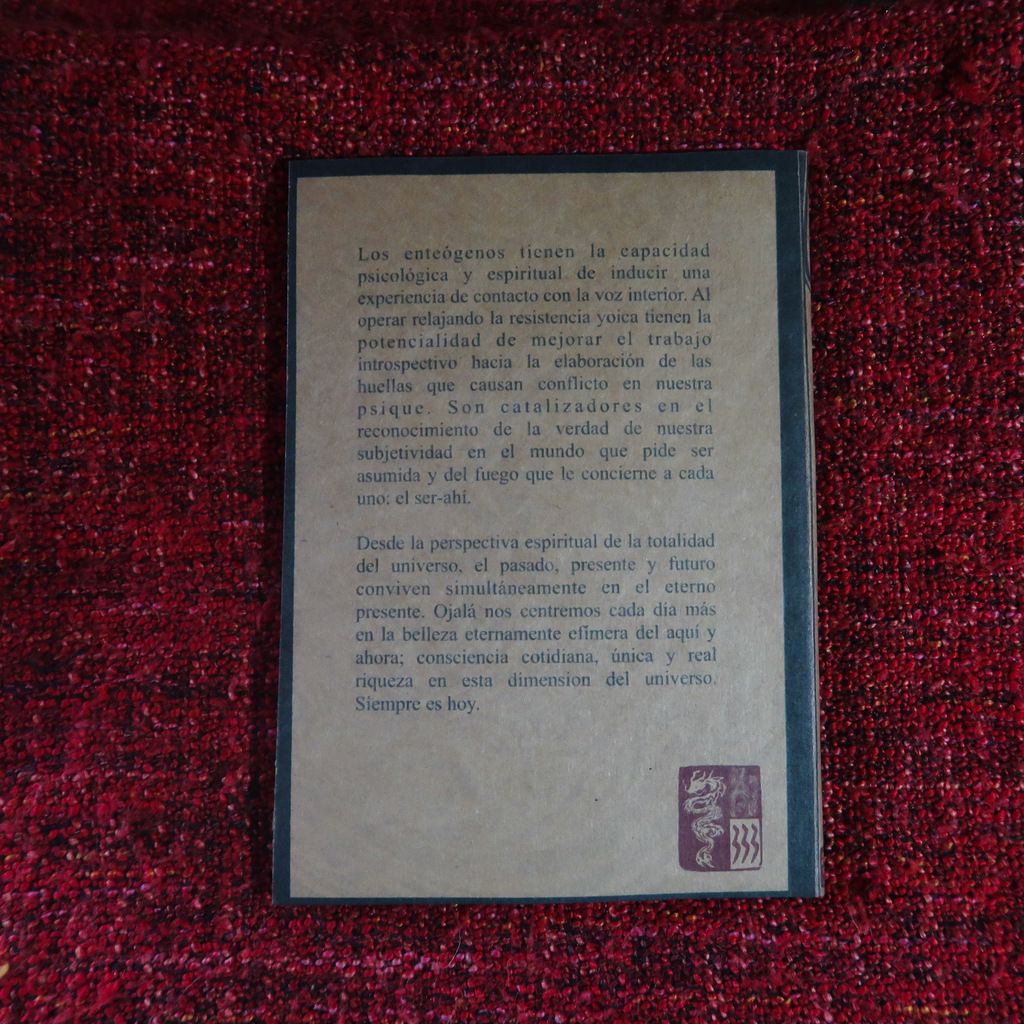 Los enteógenos tienen la capacidad
psicológica y espiritual de inducir una
experiencia de contacto con la voz interior. Al
operar relajando la resistencia yoica tienen la
potencialidad de mejorar el trabajo
introspectivo hacia la elaboración de las
huellas que causan conflicto en nuestra
psique. Son catalizadores en el
reconocimiento de la verdad de nuestra
subjetividad en el mundo que pide ser
asumida y del fuego que le concierne a cada
uno: el ser-ahí.
Desde la perspectiva espiritual de la totalidad
del universo, el pasado, presente y futuro
conviven simultáneamente en el eterno
presente. Ojalá nos centremos cada día más
en la belleza eternamente efímera del aquí y
ahora; consciencia cotidiana, única y real
riqueza en esta dimension del universo.
Siempre es hoy.